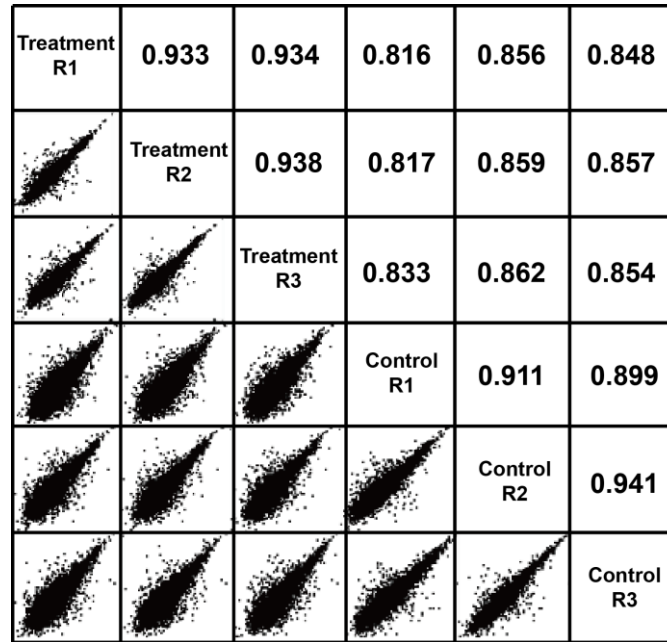 Treatment
R1
0.933 0.934 0.816 0.856 0.848
Treatment
R2
0.938 0.817 0.859 0.857
Treatment
R3
0.833 0.862 0.854
Control
R1
0.911 0.899
Control
R2
0.941
Control
R3